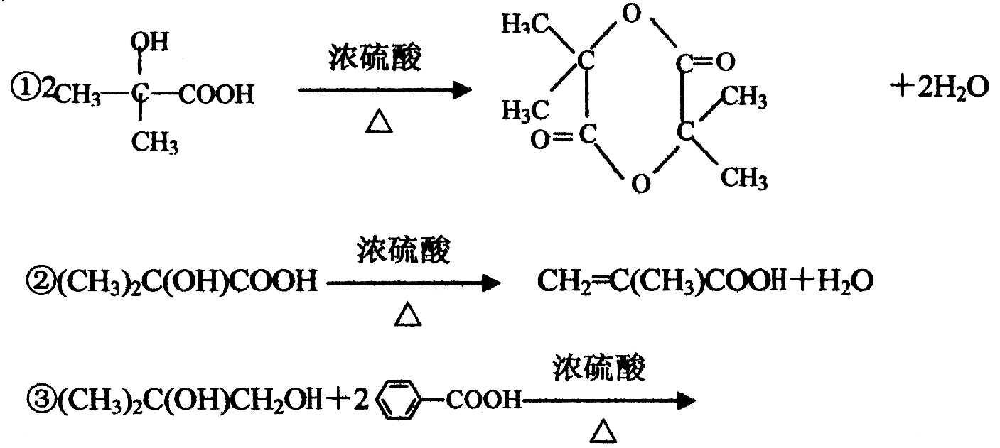 OH
浓硫酸
①2CH₃—C—COOH
△
CH₃
H₃C
O
C
C=O
H₃C
CH₃
O=C
C
O
CH₃
+2H₂O
②(CH₃)₂C(OH)COOH
浓硫酸
△
CH₂=C(CH₃)COOH+H₂O
③(CH₃)₂C(OH)CH₂OH+2
—COOH
浓硫酸
△